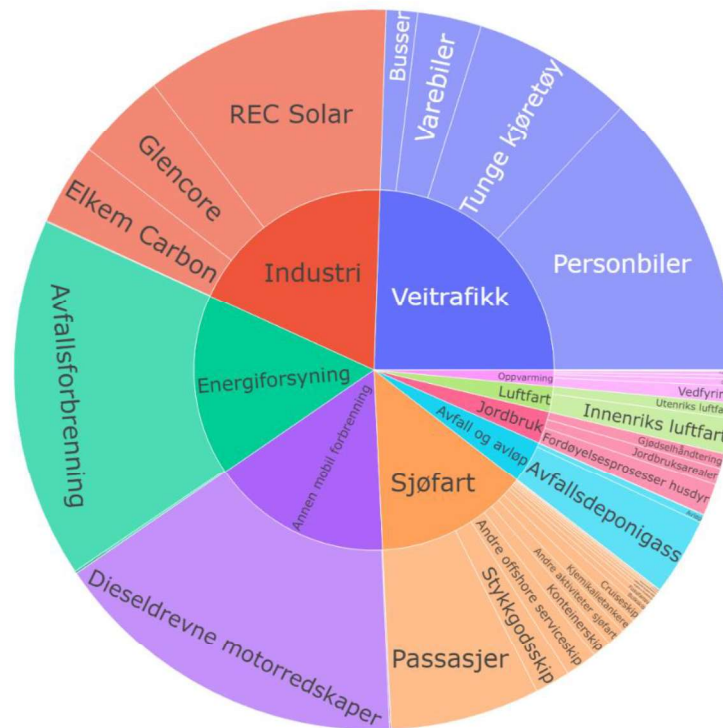 Busser
Varebiler
Tunge kjøretøy
Personbiler
Veitrafikk
REC Solar
Glencore
Elkem Carbon
Industri
Avfallsforbrenning
Energiforsyning
Annen mobil forbrenning
Dieseldrevne motorredskaper
Sjøfart
Passasjer
Stykkgodsskip
Andre offshore serviceskip
Konteinerskip
Andre aktiviteter sjøfart
Kjemikalietankere
Cruiseskip
Avfall og avløp
Avfallsdeponigass
Jordbruk
Fordøyelsesprosesser husdyr
Jordbruksarealer
Gjødselhåndtering
Luftfart
Innenriks luftfart
Utenriks luftfa
Oppvarming
Vedfyrin